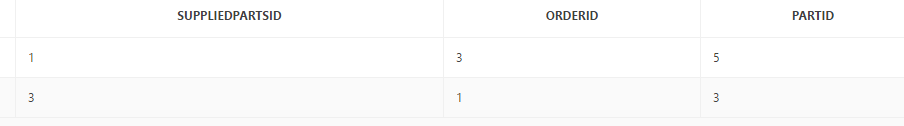 SUPPLIEDPARTSID ORDERID PARTID
1 3 5
3 1 3